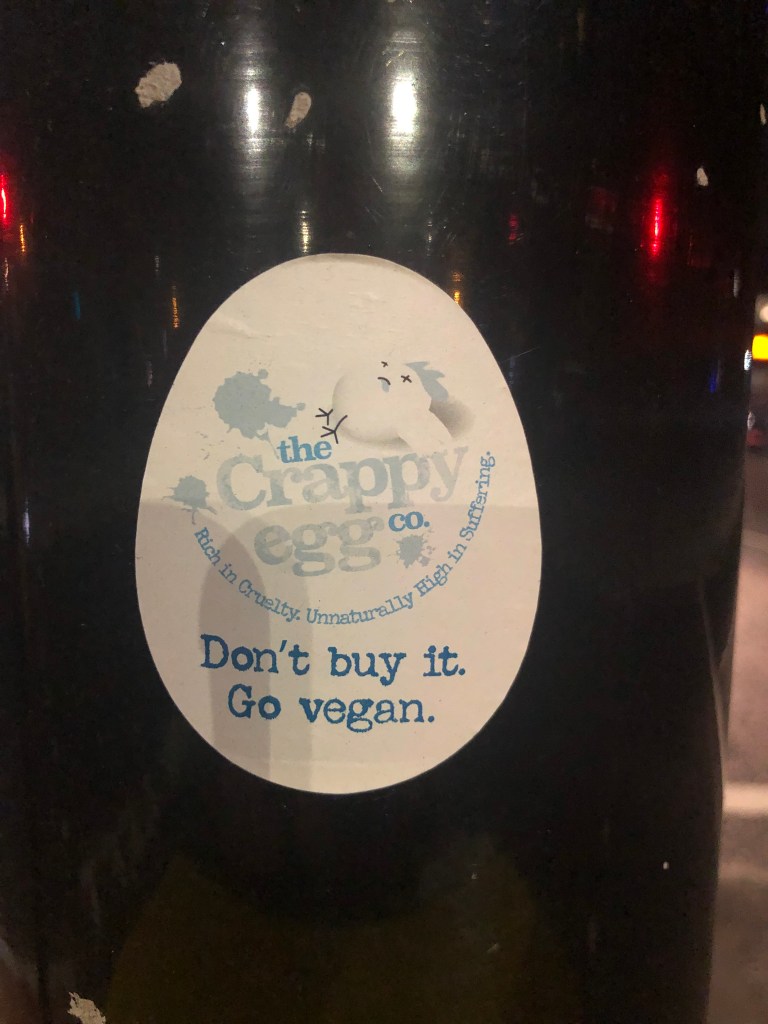 the
Crappy
egg co.
Rich in Cruelty. Unnaturally High in Suffering.
Don't buy it.
Go vegan.